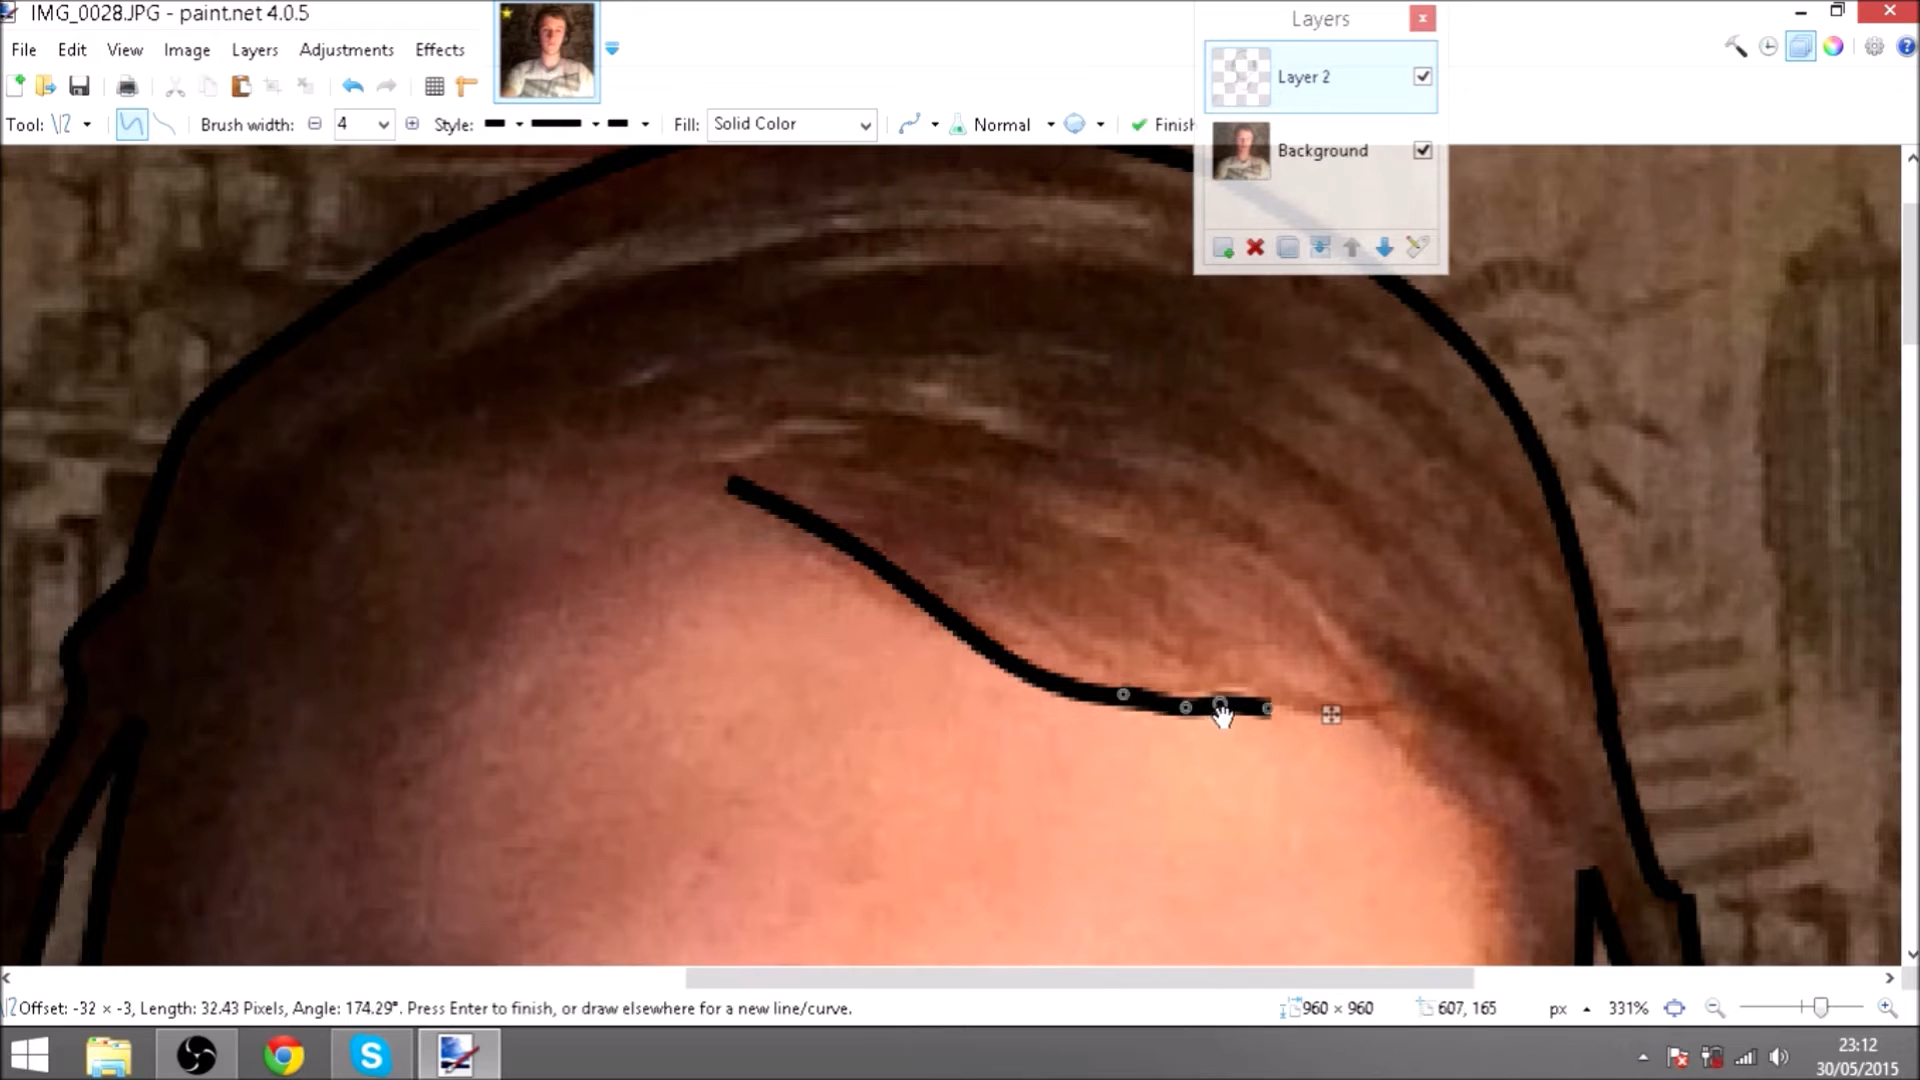 IMG_0028.JPG - paint.net 4.0.5
File Edit View Image Layers Adjustments Effects
Tool: Brush width: 4 Style: Fill: Solid Color Normal Finish
Layers
Layer 2
Background
Offset: -32 × -3, Length: 32.43 Pixels, Angle: 174.29°. Press Enter to finish, or draw elsewhere for a new line/curve. 960 × 960 607, 165 px 331%
23:12
30/05/2015